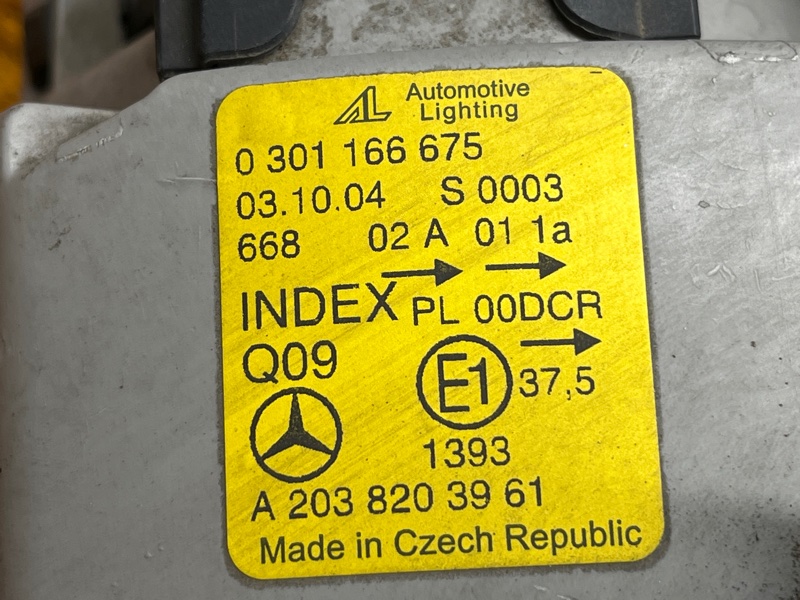 AL Automotive
Lighting
0 301 166 675
03.10.04 S 0003
668 02 A 01 1a
INDEX PL 00DCR
Q09 E1 37,5
1393
A 203 820 39 61
Made in Czech Republic